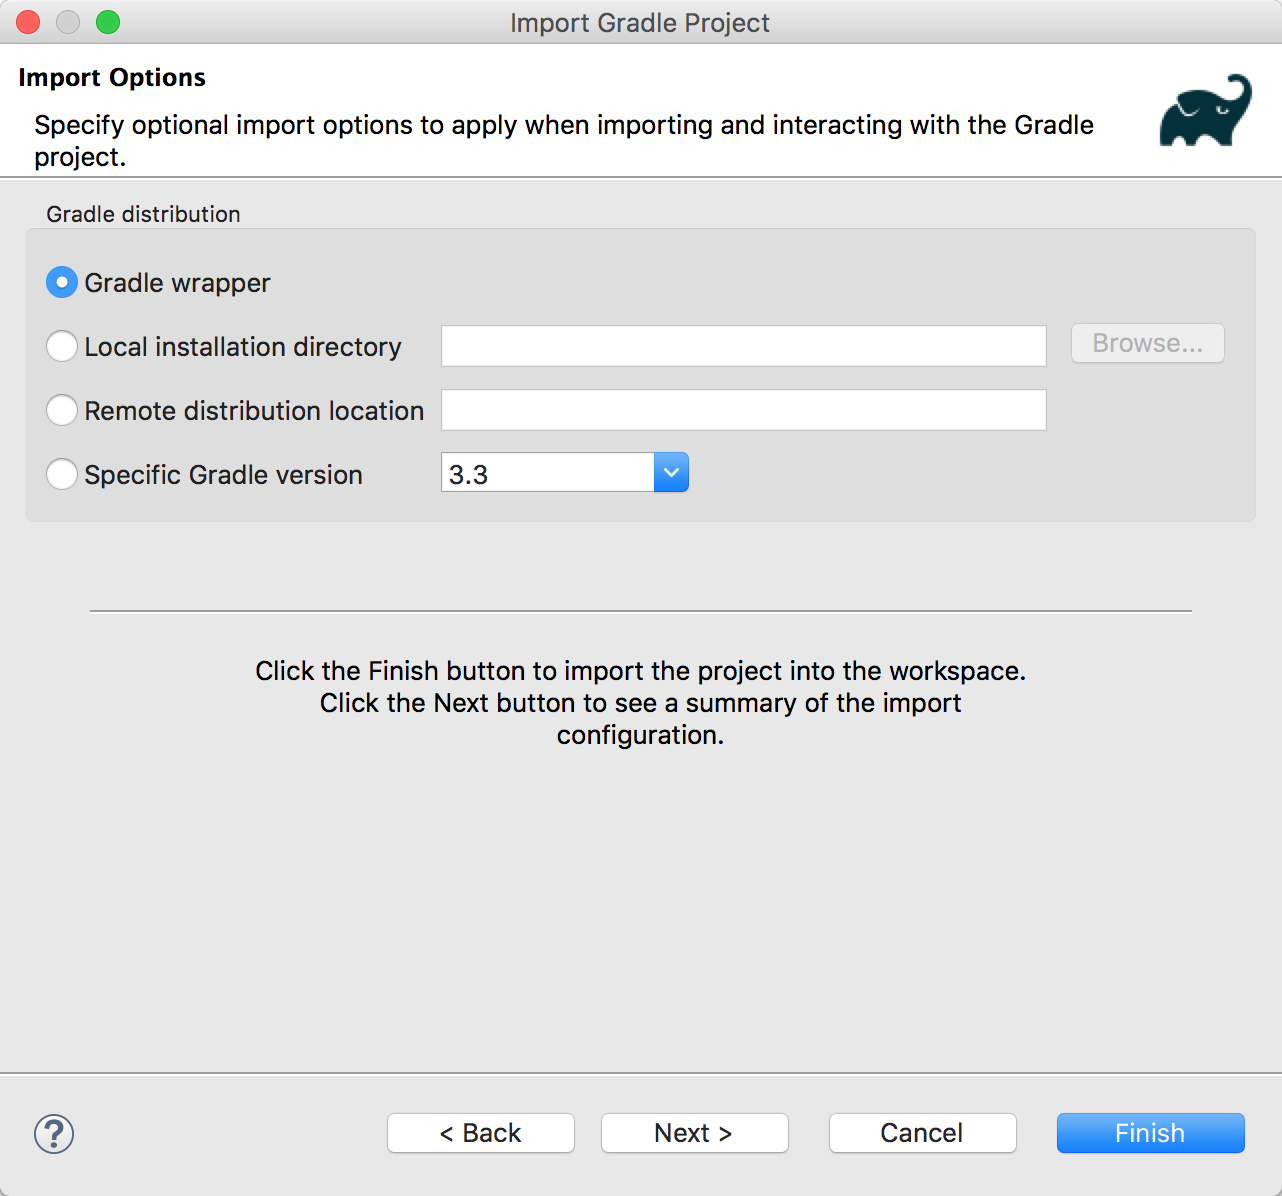 Import Gradle Project
Import Options
Specify optional import options to apply when importing and interacting with the Gradle
project.
Gradle distribution
Gradle wrapper
Local installation directory
Browse...
Remote distribution location
Specific Gradle version
3.3
Click the Finish button to import the project into the workspace.
Click the Next button to see a summary of the import
configuration.
?
< Back
Next >
Cancel
Finish